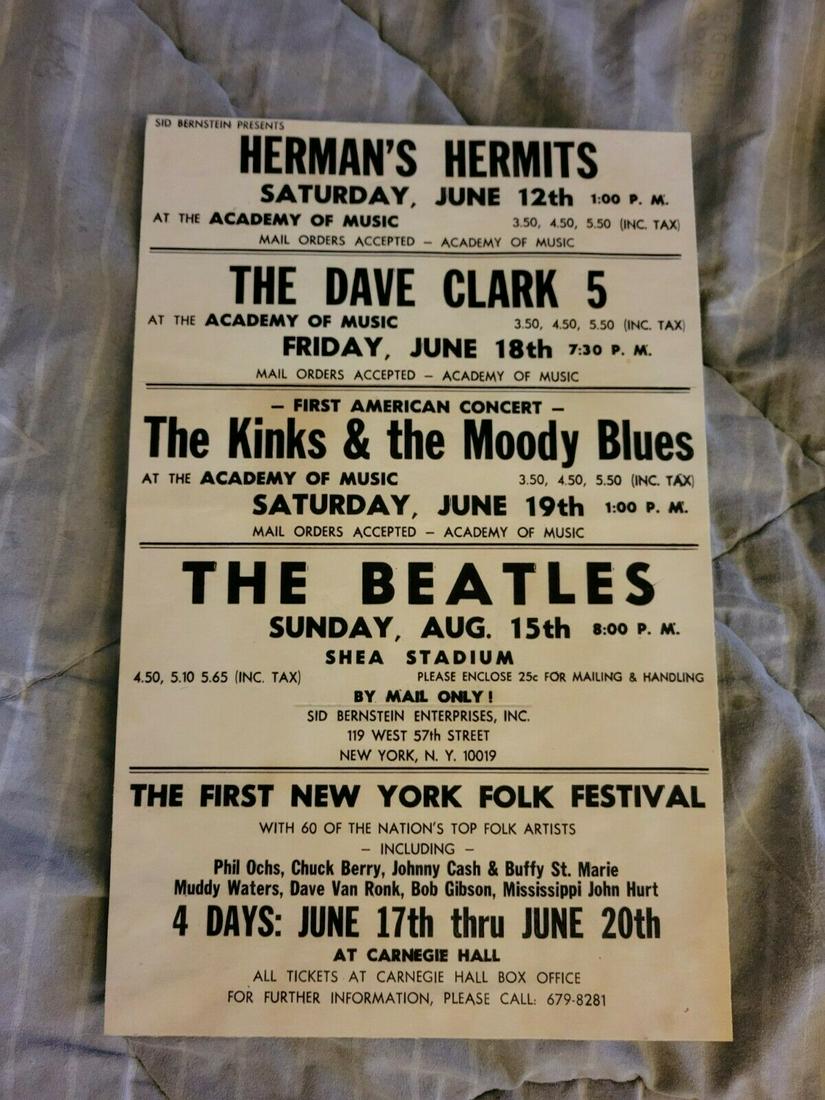 SID BERNSTEIN PRESENTS
HERMAN'S HERMITS
SATURDAY, JUNE 12th 1:00 P. M.
AT THE ACADEMY OF MUSIC 3.50, 4.50, 5.50 (INC. TAX)
MAIL ORDERS ACCEPTED – ACADEMY OF MUSIC
THE DAVE CLARK 5
AT THE ACADEMY OF MUSIC 3.50, 4.50, 5.50 (INC. TAX)
FRIDAY, JUNE 18th 7:30 P. M.
MAIL ORDERS ACCEPTED – ACADEMY OF MUSIC
– FIRST AMERICAN CONCERT –
The Kinks & the Moody Blues
AT THE ACADEMY OF MUSIC 3.50, 4.50, 5.50 (INC. TAX)
SATURDAY, JUNE 19th 1:00 P. M.
MAIL ORDERS ACCEPTED – ACADEMY OF MUSIC
THE BEATLES
SUNDAY, AUG. 15th 8:00 P. M.
SHEA STADIUM
4.50, 5.10 5.65 (INC. TAX) PLEASE ENCLOSE 25c FOR MAILING & HANDLING
BY MAIL ONLY!
SID BERNSTEIN ENTERPRISES, INC.
119 WEST 57th STREET
NEW YORK, N. Y. 10019
THE FIRST NEW YORK FOLK FESTIVAL
WITH 60 OF THE NATION'S TOP FOLK ARTISTS
– INCLUDING –
Phil Ochs, Chuck Berry, Johnny Cash & Buffy St. Marie
Muddy Waters, Dave Van Ronk, Bob Gibson, Mississippi John Hurt
4 DAYS: JUNE 17th thru JUNE 20th
AT CARNEGIE HALL
ALL TICKETS AT CARNEGIE HALL BOX OFFICE
FOR FURTHER INFORMATION, PLEASE CALL: 679-8281